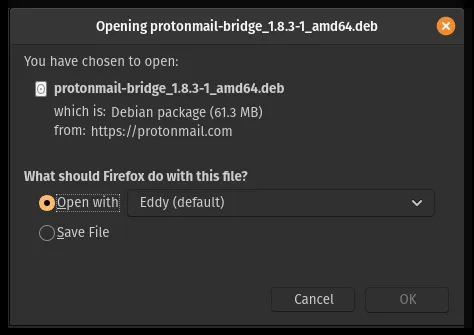 Opening protonmail-bridge_1.8.3-1_amd64.deb
You have chosen to open:
protonmail-bridge_1.8.3-1_amd64.deb
which is: Debian package (61.3 MB)
from: https://protonmail.com
What should Firefox do with this file?
Open with Eddy (default)
Save File
Cancel OK